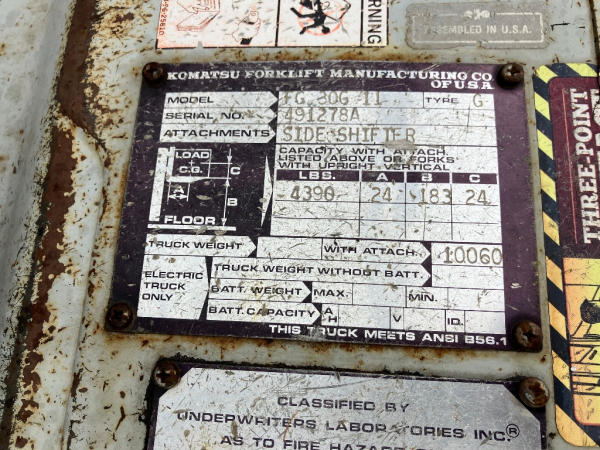 WARNING
ASSEMBLED IN U.S.A.
KOMATSU FORKLIFT MANUFACTURING CO
OF U.S.A
MODEL FG 30G 11 TYPE G
SERIAL NO. 491278A
ATTACHMENTS SIDE SHIFTER
CAPACITY WITH ATTACH.
LISTED ABOVE OR FORKS
WITH UPRIGHT VERTICAL
LBS. A B C
4390 24 183 24
LOAD
C.G.
C
A
B
FLOOR
TRUCK WEIGHT WITH ATTACH. 10060
ELECTRIC
TRUCK
ONLY
TRUCK WEIGHT WITHOUT BATT.
BATT. WEIGHT MAX. MIN.
BATT. CAPACITY A
H V I.D.
THIS TRUCK MEETS ANSI B56.1
CLASSIFIED BY
UNDERWRITERS LABORATORIES INC.®
AS TO FIRE HAZARD
THREE-POINT